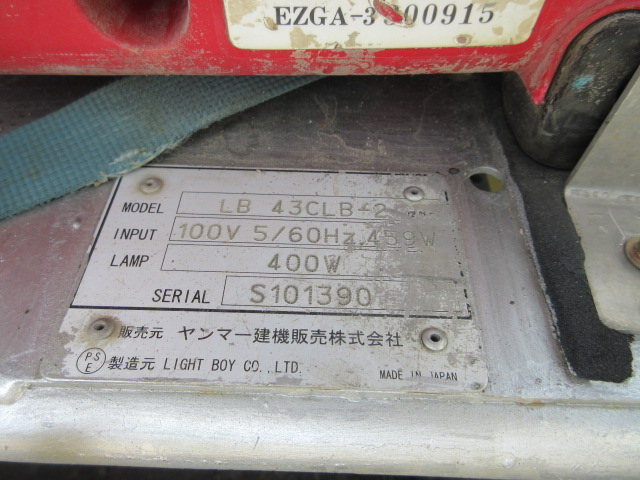 EZGA-3300915
MODEL LB 43CLB-2
INPUT 100V 5/60Hz 459W
LAMP 400W
SERIAL S101390
販売元 ヤンマー建機販売株式会社
PSE 製造元 LIGHT BOY CO.,LTD.
MADE IN JAPAN